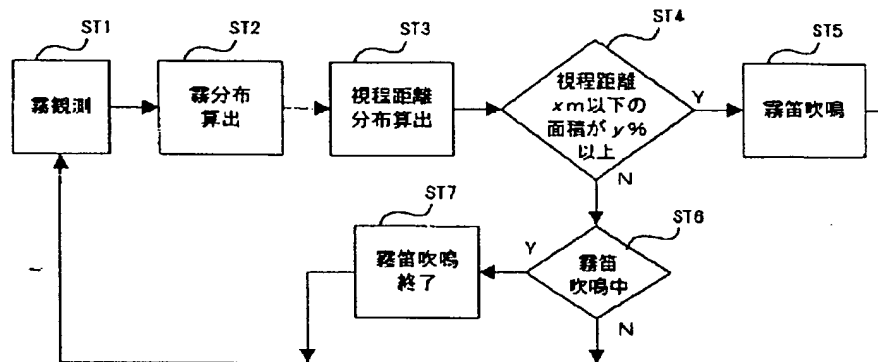 ST1
霧観測
ST2
霧分布
算出
ST3
視程距離
分布算出
ST4
視程距離
xm以下の
面積がy%
以上
Y
N
ST5
霧笛吹鳴
ST6
霧笛
吹鳴中
Y
N
ST7
霧笛吹鳴
終了